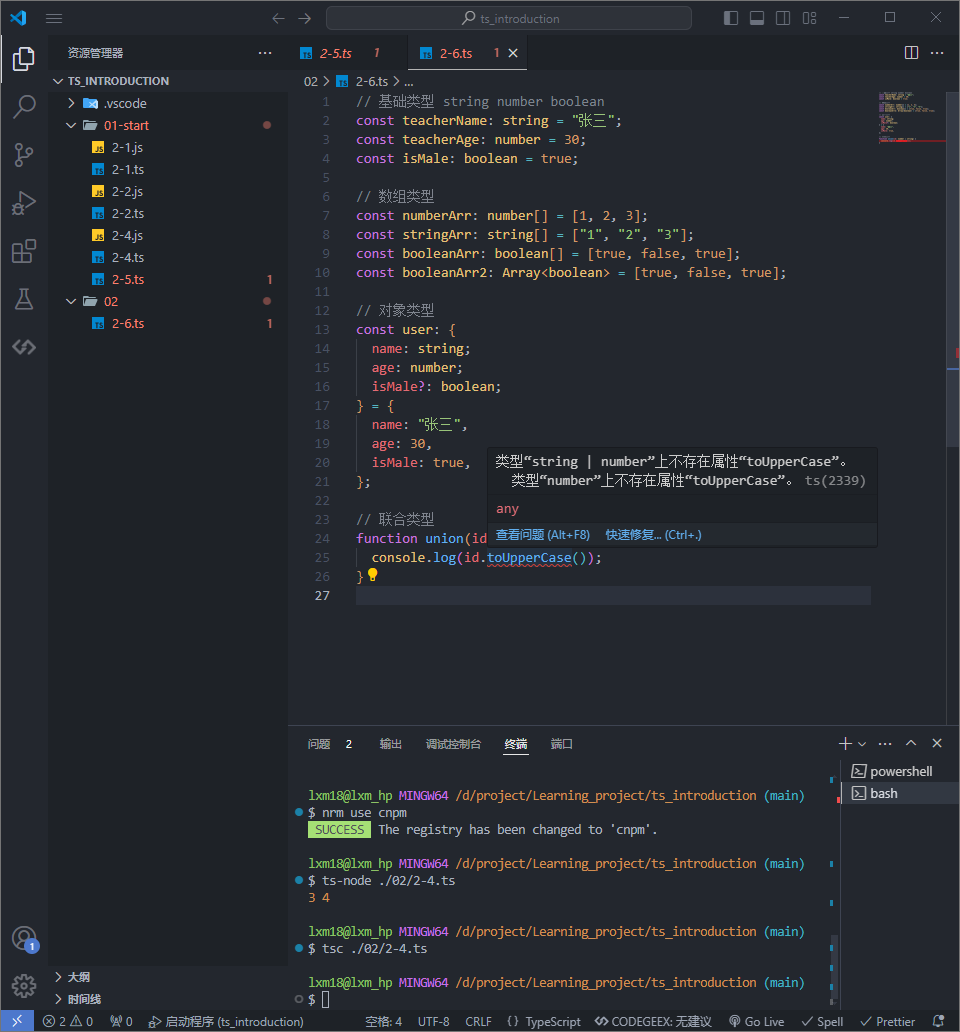 ts_introduction
资源管理器
TS_INTRODUCTION
.vscode
01-start
JS 2-1.js
TS 2-1.ts
JS 2-2.js
TS 2-2.ts
JS 2-4.js
TS 2-4.ts
TS 2-5.ts 1
02
TS 2-6.ts 1
大纲
时间线
TS 2-5.ts 1
TS 2-6.ts 1
02 > TS 2-6.ts > ...
1 // 基础类型 string number boolean
2 const teacherName: string = "张三";
3 const teacherAge: number = 30;
4 const isMale: boolean = true;
5
6 // 数组类型
7 const numberArr: number[] = [1, 2, 3];
8 const stringArr: string[] = ["1", "2", "3"];
9 const booleanArr: boolean[] = [true, false, true];
10 const booleanArr2: Array<boolean> = [true, false, true];
11
12 // 对象类型
13 const user: {
14 name: string;
15 age: number;
16 isMale?: boolean;
17 } = {
18 name: "张三",
19 age: 30,
20 isMale: true,
21 };
22
23 // 联合类型
24 function union(id
25 console.log(id.toUpperCase());
26 }
27
类型“string | number”上不存在属性“toUpperCase”。
类型“number”上不存在属性“toUpperCase”。 ts(2339)
any
查看问题 (Alt+F8) 快速修复... (Ctrl+.)
问题 2 输出 调试控制台 终端 端口
lxm18@lxm_hp MINGW64 /d/project/Learning_project/ts_introduction (main)
$ nrm use cnpm
SUCCESS The registry has been changed to 'cnpm'.
lxm18@lxm_hp MINGW64 /d/project/Learning_project/ts_introduction (main)
$ ts-node ./02/2-4.ts
3 4
lxm18@lxm_hp MINGW64 /d/project/Learning_project/ts_introduction (main)
$ tsc ./02/2-4.ts
lxm18@lxm_hp MINGW64 /d/project/Learning_project/ts_introduction (main)
$
powershell
bash
1
2 0 0 启动程序 (ts_introduction) 空格: 4 UTF-8 CRLF {} TypeScript CODEGEEX: 无建议 Go Live Spell Prettier